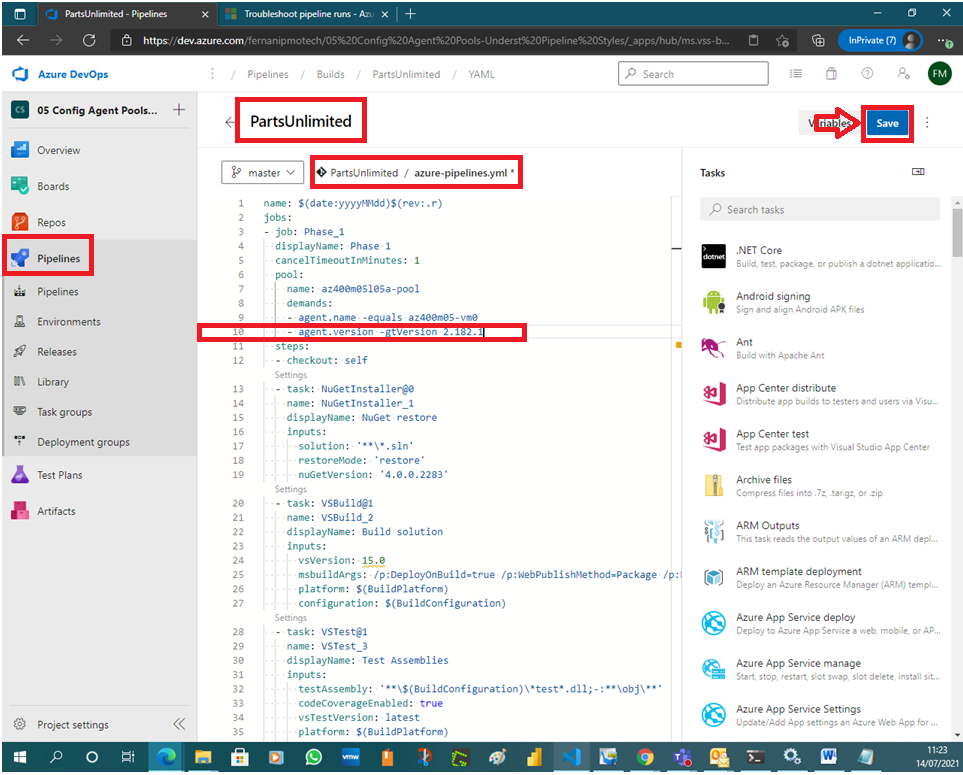 PartsUnlimited - Pipelines
Troubleshoot pipeline runs - Azu
https://dev.azure.com/fernanipmotech/05%20Config%20Agent%20Pools-Underst%20Pipeline%20Styles/_apps/hub/ms.vss-b...
InPrivate (7)
Azure DevOps
/ Pipelines / Builds / PartsUnlimited / YAML
Search
FM
CS
05 Config Agent Pools...
Overview
Boards
Repos
Pipelines
Pipelines
Environments
Releases
Library
Task groups
Deployment groups
Test Plans
Artifacts
Project settings
PartsUnlimited
Variables
Save
master
PartsUnlimited / azure-pipelines.yml *
1 name: $(date:yyyyMMdd)$(rev:.r)
2 jobs:
3 - job: Phase_1
4 displayName: Phase 1
5 cancelTimeoutInMinutes: 1
6 pool:
7 name: az400m05l05a-pool
8 demands:
9 - agent.name -equals az400m05-vm0
10 - agent.version -gtVersion 2.182.1
11 steps:
12 - checkout: self
Settings
13 - task: NuGetInstaller@0
14 name: NuGetInstaller_1
15 displayName: NuGet restore
16 inputs:
17 solution: '**\*.sln'
18 restoreMode: 'restore'
19 nuGetVersion: '4.0.0.2283'
Settings
20 - task: VSBuild@1
21 name: VSBuild_2
22 displayName: Build solution
23 inputs:
24 vsVersion: 15.0
25 msbuildArgs: /p:DeployOnBuild=true /p:WebPublishMethod=Package /p:
26 platform: $(BuildPlatform)
27 configuration: $(BuildConfiguration)
Settings
28 - task: VSTest@1
29 name: VSTest_3
30 displayName: Test Assemblies
31 inputs:
32 testAssembly: '**\$(BuildConfiguration)\*test*.dll;-:**\obj\**'
33 codeCoverageEnabled: true
34 vsTestVersion: latest
35 platform: $(BuildPlatform)
Tasks
Search tasks
dotnet
.NET Core
Build, test, package, or publish a dotnet applicatio...
Android signing
Sign and align Android APK files
Ant
Build with Apache Ant
App Center distribute
Distribute app builds to testers and users via Visu...
App Center test
Test app packages with Visual Studio App Center
Archive files
Compress files into .7z, .tar.gz, or .zip
ARM Outputs
This task reads the output values of an ARM depl...
ARM template deployment
Deploy an Azure Resource Manager (ARM) templ...
Azure App Service deploy
Deploy to Azure App Service a web, mobile, or AP...
Azure App Service manage
Start, stop, restart, slot swap, slot delete, install sit...
Azure App Service Settings
Update/Add App settings an Azure Web App for ...
vmw
11:23
14/07/2021